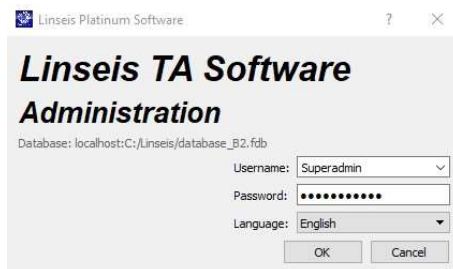 Linseis Platinum Software
Linseis TA Software
Administration
Database: localhost:C:/Linseis/database_B2.fdb
Username: Superadmin
Password: ●●●●●●●●●●●
Language: English
OK Cancel